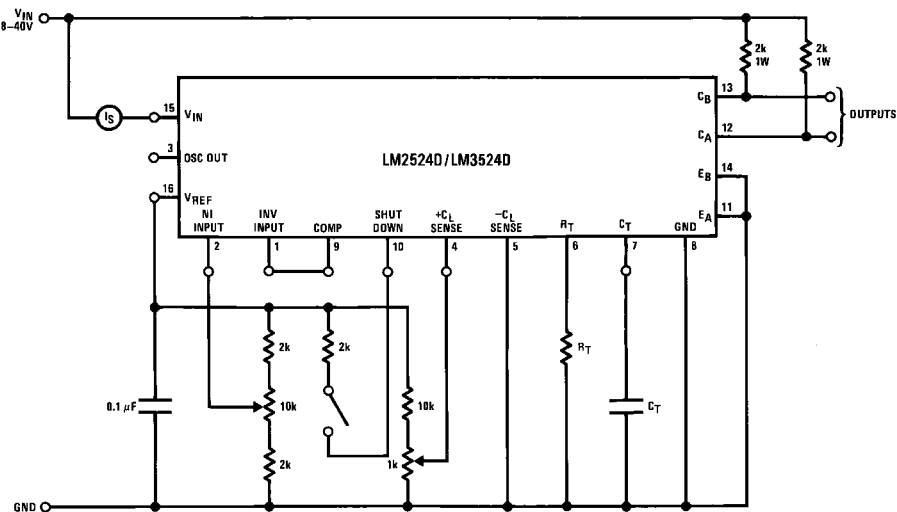 VIN
8–40V
2k
1W
2k
1W
IS
15
VIN
3
OSC OUT
16
VREF
LM2524D/LM3524D
CB
13
CA
12
OUTPUTS
EB
14
EA
11
NI
INPUT
2
INV
INPUT
1
COMP
9
SHUT
DOWN
10
+CL
SENSE
4
–CL
SENSE
5
RT
6
CT
7
GND
8
2k
2k
RT
0.1 µF
10k
10k
CT
2k
1k
GND